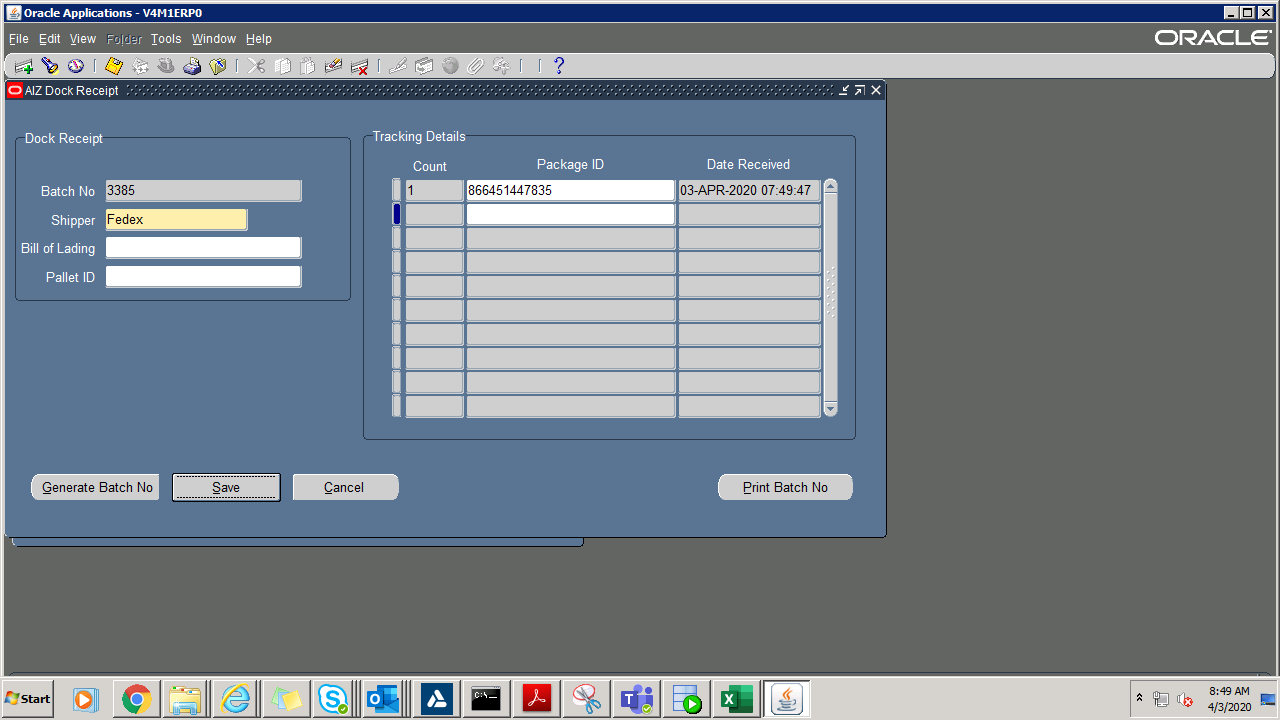 Oracle Applications - V4M1ERP0
File Edit View Folder Tools Window Help
ORACLE
AIZ Dock Receipt
Dock Receipt
Batch No 3385
Shipper Fedex
Bill of Lading
Pallet ID
Tracking Details
Count Package ID Date Received
1 866451447835 03-APR-2020 07:49:47
Generate Batch No Save Cancel Print Batch No
Start
C:\
8:49 AM
4/3/2020